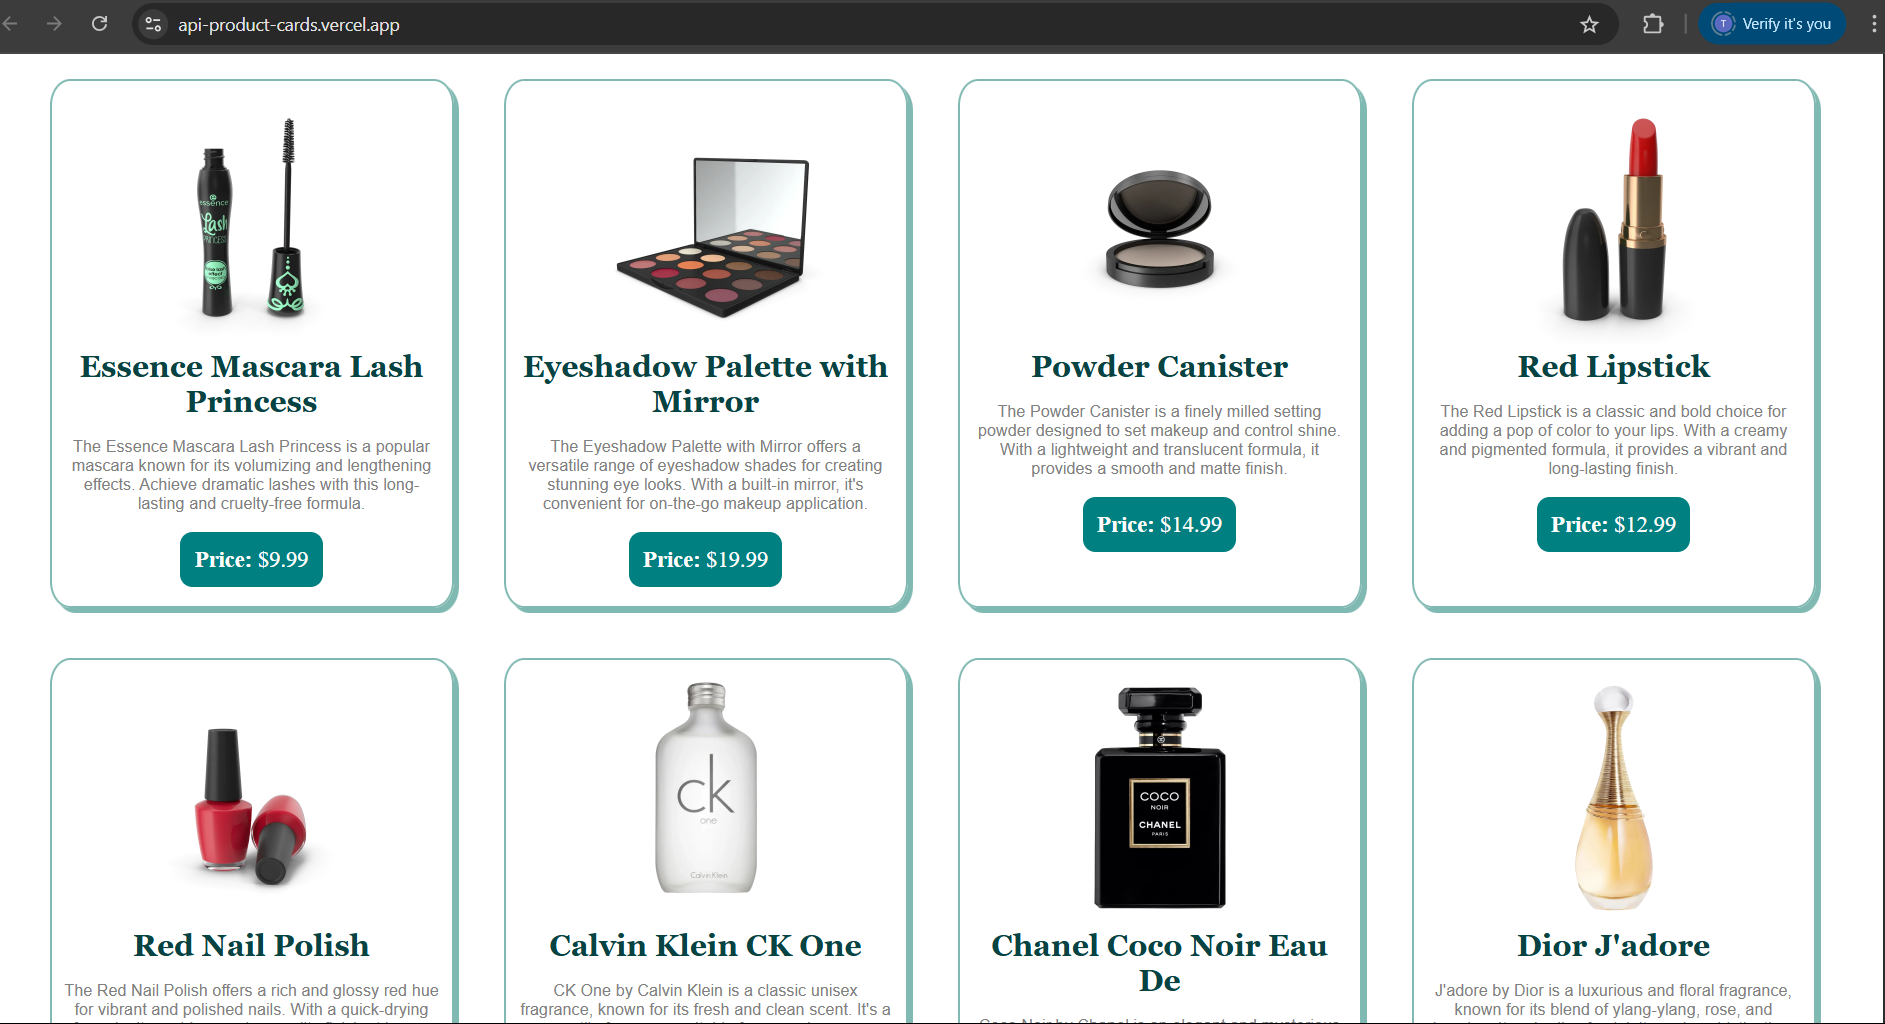 api-product-cards.vercel.app
T
Verify it's you
essence
Lash
PRINCESS
Essence Mascara Lash
Princess
The Essence Mascara Lash Princess is a popular
mascara known for its volumizing and lengthening
effects. Achieve dramatic lashes with this long-
lasting and cruelty-free formula.
Price: $9.99
Eyeshadow Palette with
Mirror
The Eyeshadow Palette with Mirror offers a
versatile range of eyeshadow shades for creating
stunning eye looks. With a built-in mirror, it's
convenient for on-the-go makeup application.
Price: $19.99
Powder Canister
The Powder Canister is a finely milled setting
powder designed to set makeup and control shine.
With a lightweight and translucent formula, it
provides a smooth and matte finish.
Price: $14.99
Red Lipstick
The Red Lipstick is a classic and bold choice for
adding a pop of color to your lips. With a creamy
and pigmented formula, it provides a vibrant and
long-lasting finish.
Price: $12.99
Red Nail Polish
The Red Nail Polish offers a rich and glossy red hue
for vibrant and polished nails. With a quick-drying
ck
one
Calvin Klein
Calvin Klein CK One
CK One by Calvin Klein is a classic unisex
fragrance, known for its fresh and clean scent. It's a
COCO
NOIR
CHANEL
PARIS
Chanel Coco Noir Eau
De
Coco Noir by Chanel is an elegant and mysterious
Dior J'adore
J'adore by Dior is a luxurious and floral fragrance,
known for its blend of ylang-ylang, rose, and